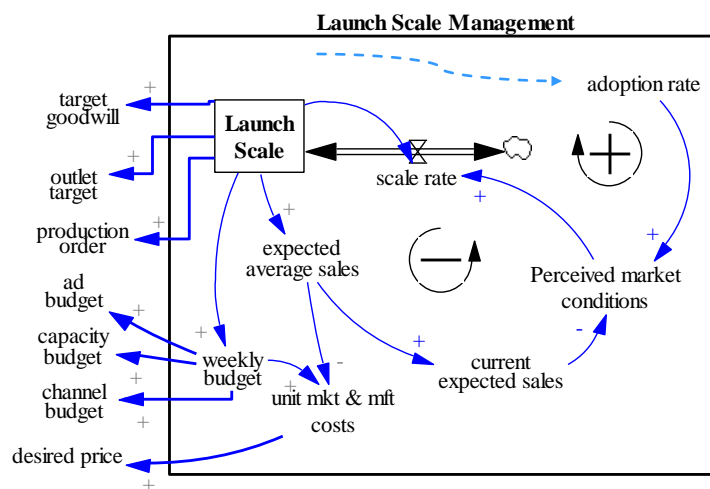 Launch Scale Management
target
goodwill
Launch
Scale
adoption rate
outlet
target
scale rate
production
order
expected
average sales
Perceived market
conditions
ad
budget
capacity
budget
weekly
budget
current
expected sales
channel
budget
unit mkt & mft
costs
desired price